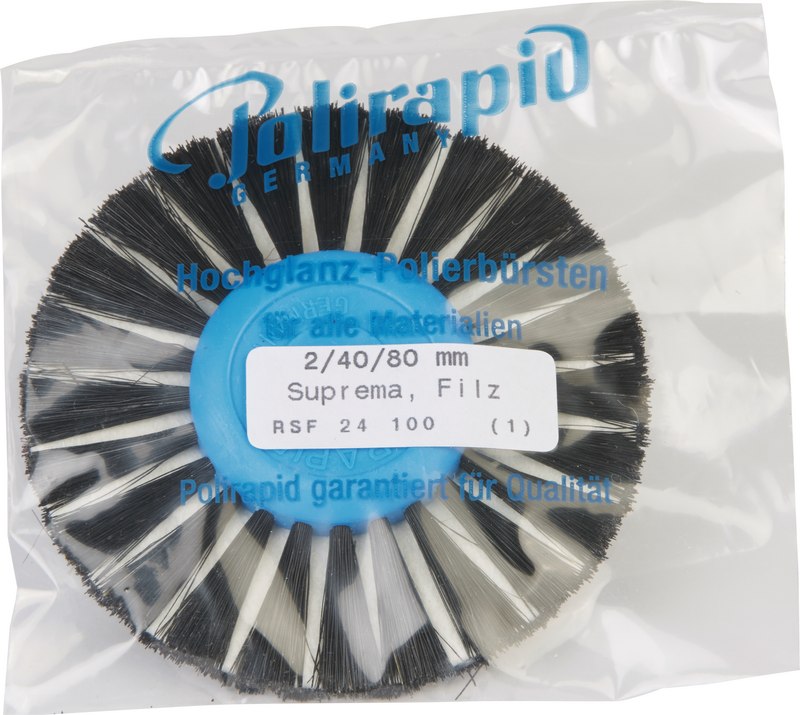 Polirapid
GERMANY
Hochglanz-Polierbürsten
für alle Materialien
2/40/80 mm
Suprema, Filz
RSF 24 100 (1)
Polirapid garantiert für Qualität